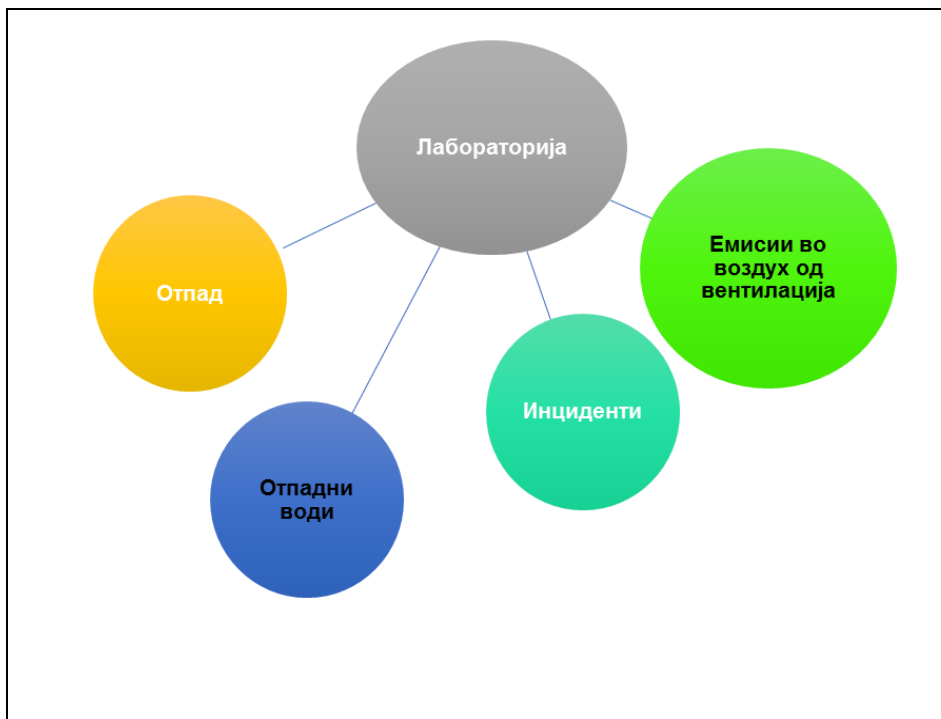 Лабораторија
Емисии во
воздух од
вентилација
Отпад
Инциденти
Отпадни
води